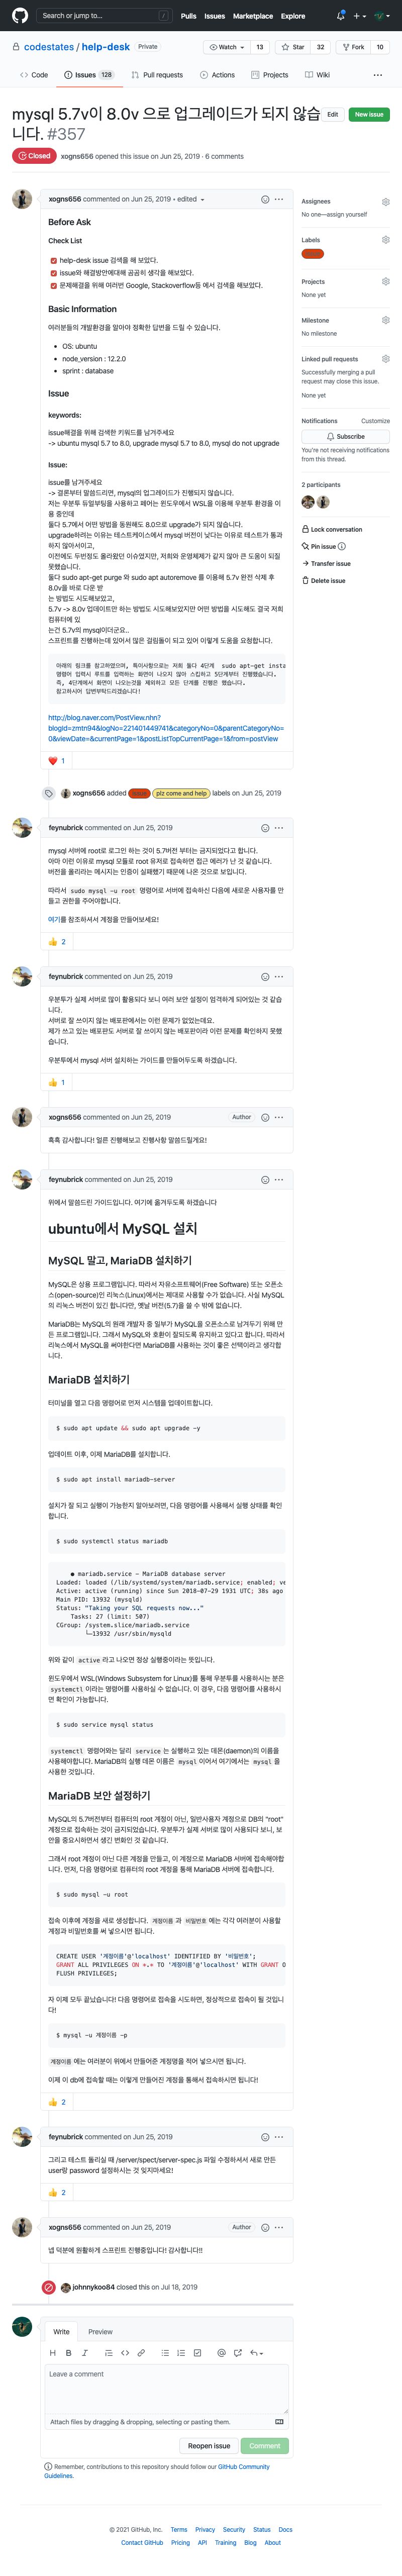 Search or jump to...
/
Pulls Issues Marketplace Explore
codestates / help-desk Private
Watch 13 Star 32 Fork 10
Code Issues 128 Pull requests Actions Projects Wiki
mysql 5.7v이 8.0v 으로 업그레이드가 되지 않습
니다. #357
Edit New issue
Closed xogns656 opened this issue on Jun 25, 2019 · 6 comments
xogns656 commented on Jun 25, 2019 • edited
Before Ask
Check List
help-desk issue 검색을 해 보았다.
issue와 해결방안에대해 곰곰히 생각을 해보았다.
문제해결을 위해 여러번 Google, Stackoverflow등 에서 검색을 해보았다.
Basic Information
여러분들의 개발환경을 알아야 정확한 답변을 드릴 수 있습니다.
OS: ubuntu
node_version : 12.2.0
sprint : database
Issue
keywords:
issue해결을 위해 검색한 키워드를 남겨주세요
-> ubuntu mysql 5.7 to 8.0, upgrade mysql 5.7 to 8.0, mysql do not upgrade
Issue:
issue를 남겨주세요
-> 결론부터 말씀드리면, mysql의 업그레이드가 진행되지 않습니다.
저는 우분투 듀얼부팅을 사용하고 페어는 윈도우에서 WSL을 이용해 우분투 환경을 이
용 중인데
둘다 5.7에서 어떤 방법을 동원해도 8.0으로 upgrade가 되지 않습니다.
upgrade하려는 이유는 테스트케이스에서 mysql 버전이 낮다는 이유로 테스트가 통과
하지 않아서이고,
이전에도 두번정도 올라왔던 이슈였지만, 저희와 운영체제가 같지 않아 큰 도움이 되질
못했습니다.
둘다 sudo apt-get purge 와 sudo apt autoremove 를 이용해 5.7v 완전 삭제 후
8.0v을 바로 다운 받
는 방법도 시도해보았고,
5.7v -> 8.0v 업데이트만 하는 방법도 시도해보았지만 어떤 방법을 시도해도 결국 저희
컴퓨터에 있
는건 5.7v의 mysql이더군요..
스프린트를 진행하는데 있어서 많은 걸림돌이 되고 있어 이렇게 도움을 요청합니다.
아래의 링크를 참고하였으며, 특이사항으로는 저희 둘다 4단계 sudo apt-get insta
명령어 입력시 루트를 입력하는 화면이 나오지 않아 스킵하고 5단계부터 진행했습니다.
즉, 4단계에서 화면이 나오는것을 제외하고 모든 단계를 진행은 했습니다.
참고하시어 답변부탁드리겠습니다!
http://blog.naver.com/PostView.nhn?
blogId=zmtn94&logNo=221401449741&categoryNo=0&parentCategoryNo=
0&viewDate=&currentPage=1&postListTopCurrentPage=1&from=postView
1
xogns656 added plz come and help labels on Jun 25, 2019
Assignees
No one—assign yourself
Labels
Projects
None yet
Milestone
No milestone
Linked pull requests
Successfully merging a pull
request may close this issue.
None yet
Notifications Customize
Subscribe
You're not receiving notifications
from this thread.
2 participants
Lock conversation
Pin issue
Transfer issue
Delete issue
feynubrick commented on Jun 25, 2019
mysql 서버에 root로 로그인 하는 것이 5.7버전 부터는 금지되었다고 합니다.
아마 이런 이유로 mysql 모듈로 root 유저로 접속하면 접근 에러가 난 것 같습니다.
버전을 올리라는 메시지는 인증이 실패했기 때문에 나온 것으로 보입니다.
따라서 sudo mysql -u root 명령어로 서버에 접속하신 다음에 새로운 사용자를 만
들고 권한을 주어야합니다.
여기를 참조하셔서 계정을 만들어보세요!
2
feynubrick commented on Jun 25, 2019
우분투가 실제 서버로 많이 활용되다 보니 여러 보안 설정이 엄격하게 되어있는 것 같습
니다.
서버로 잘 쓰이지 않는 배포판에서는 이런 문제가 없었는데요.
제가 쓰고 있는 배포판도 서버로 잘 쓰이지 않는 배포판이라 이런 문제를 확인하지 못했
습니다.
우분투에서 mysql 서버 설치하는 가이드를 만들어두도록 하겠습니다.
1
xogns656 commented on Jun 25, 2019 Author
흑흑 감사합니다! 얼른 진행해보고 진행사항 말씀드릴게요!
feynubrick commented on Jun 25, 2019
위에서 말씀드린 가이드입니다. 여기에 옮겨두도록 하겠습니다
ubuntu에서 MySQL 설치
MySQL 말고, MariaDB 설치하기
MySQL은 상용 프로그램입니다. 따라서 자유소프트웨어(Free Software) 또는 오픈소
스(open-source)인 리눅스(Linux)에서는 제대로 사용할 수가 없습니다. 사실 MySQL
의 리눅스 버전이 있긴 합니다만, 옛날 버전(5.7)을 쓸 수 밖에 없습니다.
MariaDB는 MySQL의 원래 개발자 중 일부가 MySQL을 오픈소스로 남겨두기 위해 만
든 프로그램입니다. 그래서 MySQL와 호환이 잘되도록 유지하고 있다고 합니다. 따라서
리눅스에서 MySQL을 써야한다면 MariaDB를 사용하는 것이 좋은 선택이라고 생각합
니다.
MariaDB 설치하기
터미널을 열고 다음 명령어로 먼저 시스템을 업데이트합니다.
$ sudo apt update && sudo apt upgrade -y
업데이트 이후, 이제 MariaDB를 설치합니다.
$ sudo apt install mariadb-server
설치가 잘 되고 실행이 가능한지 알아보려면, 다음 명령어를 사용해서 실행 상태를 확인
합니다.
$ sudo systemctl status mariadb
● mariadb.service - MariaDB database server
Loaded: loaded (/lib/systemd/system/mariadb.service; enabled; ve
Active: active (running) since Sun 2018-07-29 1931 UTC; 38s ago
Main PID: 13932 (mysqld)
Status: "Taking your SQL requests now..."
Tasks: 27 (limit: 507)
CGroup: /system.slice/mariadb.service
└─13932 /usr/sbin/mysqld
위와 같이 active 라고 나오면 정상 실행중이라는 뜻입니다.
윈도우에서 WSL(Windows Subsystem for Linux)를 통해 우분투를 사용하시는 분은
systemctl 이라는 명령어를 사용하실 수 없습니다. 이 경우, 다음 명령어를 사용하시
면 확인이 가능합니다.
$ sudo service mysql status
systemctl 명령어와는 달리 service 는 실행하고 있는 데몬(daemon)의 이름을
사용해야합니다. MariaDB의 실행 데몬 이름은 mysql 이어서 여기에서는 mysql 을
사용한 것입니다.
MariaDB 보안 설정하기
MySQL의 5.7버전부터 컴퓨터의 root 계정이 아닌, 일반사용자 계정으로 DB의 "root"
계정으로 접속하는 것이 금지되었습니다. 우분투가 실제 서버로 많이 사용되다 보니, 보
안을 중요시하면서 생긴 변화인 것 같습니다.
그래서 root 계정이 아닌 다른 계정을 만들고, 이 계정으로 MariaDB 서버에 접속해야합
니다. 먼저, 다음 명령어로 컴퓨터의 root 계정을 통해 MariaDB 서버에 접속합니다.
$ sudo mysql -u root
접속 이후에 계정을 새로 생성합니다. 계정이름 과 비밀번호 에는 각각 여러분이 사용할
계정과 비밀번호를 써 넣으시면 됩니다.
CREATE USER '계정이름'@'localhost' IDENTIFIED BY '비밀번호';
GRANT ALL PRIVILEGES ON *.* TO '계정이름'@'localhost' WITH GRANT O
FLUSH PRIVILEGES;
자 이제 모두 끝났습니다! 다음 명령어로 접속을 시도하면, 정상적으로 접속이 될 것입니
다!
$ mysql -u 계정이름 -p
계정이름 에는 여러분이 위에서 만들어준 계정명을 적어 넣으시면 됩니다.
이제 이 db에 접속할 때는 이렇게 만들어진 계정을 통해서 접속하시면 됩니다!
2
feynubrick commented on Jun 25, 2019
그리고 테스트 돌리실 때 /server/spect/server-spec.js 파일 수정하셔서 새로 만든
user랑 password 설정하시는 것 잊지마세요!
2
xogns656 commented on Jun 25, 2019 Author
넵 덕분에 원활하게 스프린트 진행중입니다! 감사합니다!!
johnnykoo84 closed this on Jul 18, 2019
Write Preview
Leave a comment
Attach files by dragging & dropping, selecting or pasting them.
Reopen issue Comment
Remember, contributions to this repository should follow our GitHub Community
Guidelines.
© 2021 GitHub, Inc. Terms Privacy Security Status Docs
Contact GitHub Pricing API Training Blog About